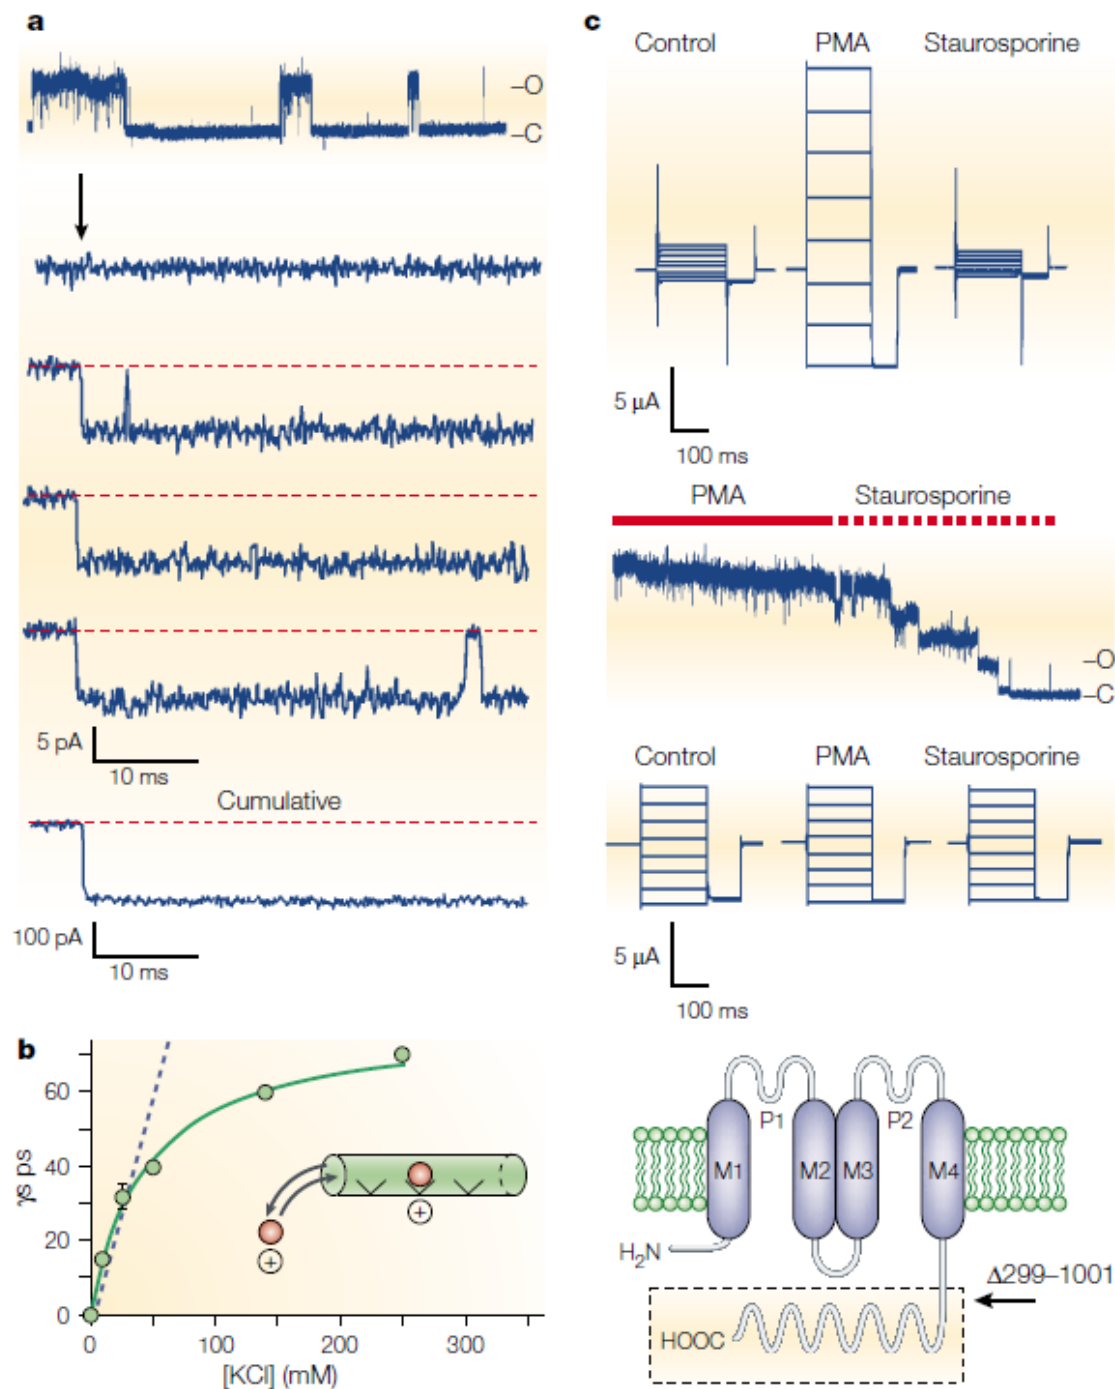 a
–O
–C
5 pA
10 ms
Cumulative
100 pA
10 ms
b
γs ps
60
40
20
0
0 100 200 300
[KCl] (mM)
+
+
c
Control PMA Staurosporine
5 μA
100 ms
PMA Staurosporine
–O
–C
Control PMA Staurosporine
5 μA
100 ms
P1 P2
M1 M2 M3 M4
H₂N
Δ299–1001
HOOC